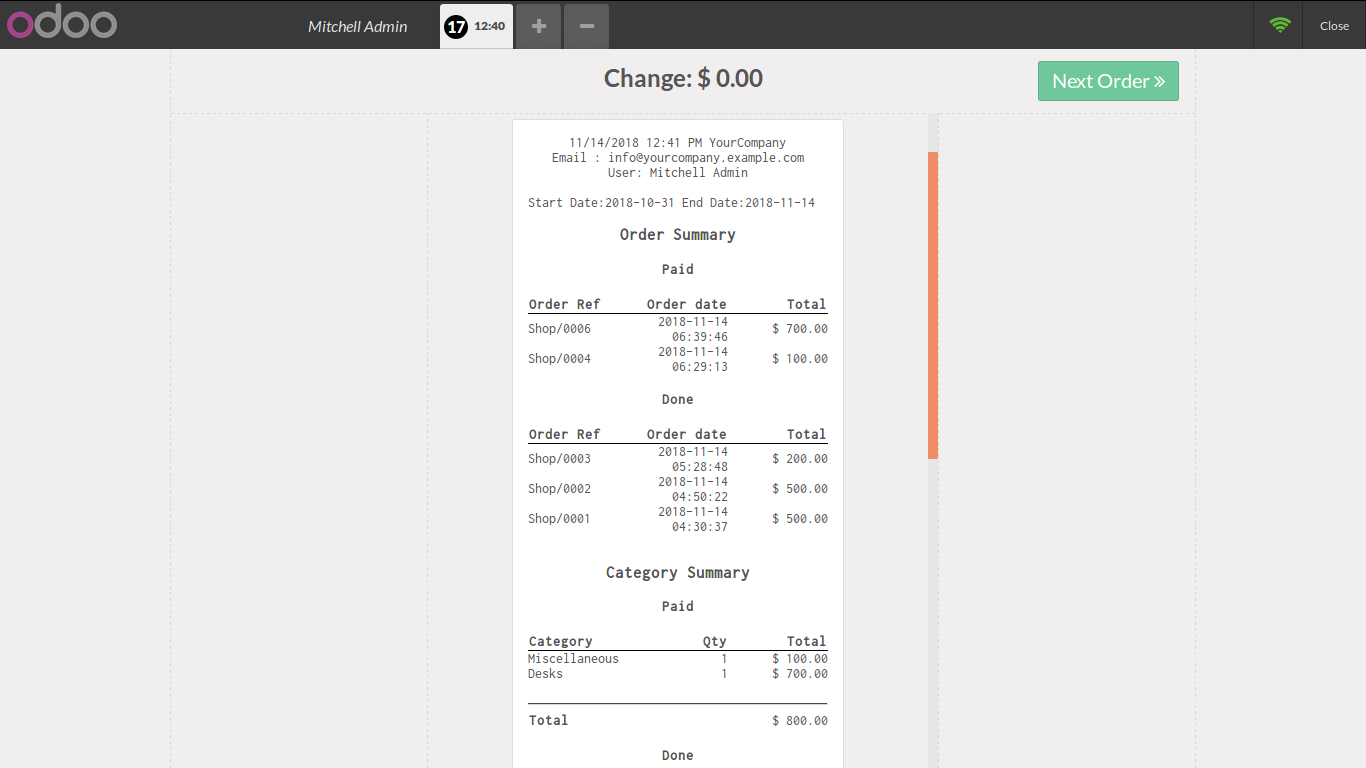 odoo
Mitchell Admin
17 12:40
+
−
Close
Change: $ 0.00
Next Order »
11/14/2018 12:41 PM YourCompany
Email : info@yourcompany.example.com
User: Mitchell Admin
Start Date:2018-10-31 End Date:2018-11-14
Order Summary
Paid
Order Ref Order date Total
Shop/0006 2018-11-14 06:39:46 $ 700.00
Shop/0004 2018-11-14 06:29:13 $ 100.00
Done
Order Ref Order date Total
Shop/0003 2018-11-14 05:28:48 $ 200.00
Shop/0002 2018-11-14 04:50:22 $ 500.00
Shop/0001 2018-11-14 04:30:37 $ 500.00
Category Summary
Paid
Category Qty Total
Miscellaneous 1 $ 100.00
Desks 1 $ 700.00
Total $ 800.00
Done